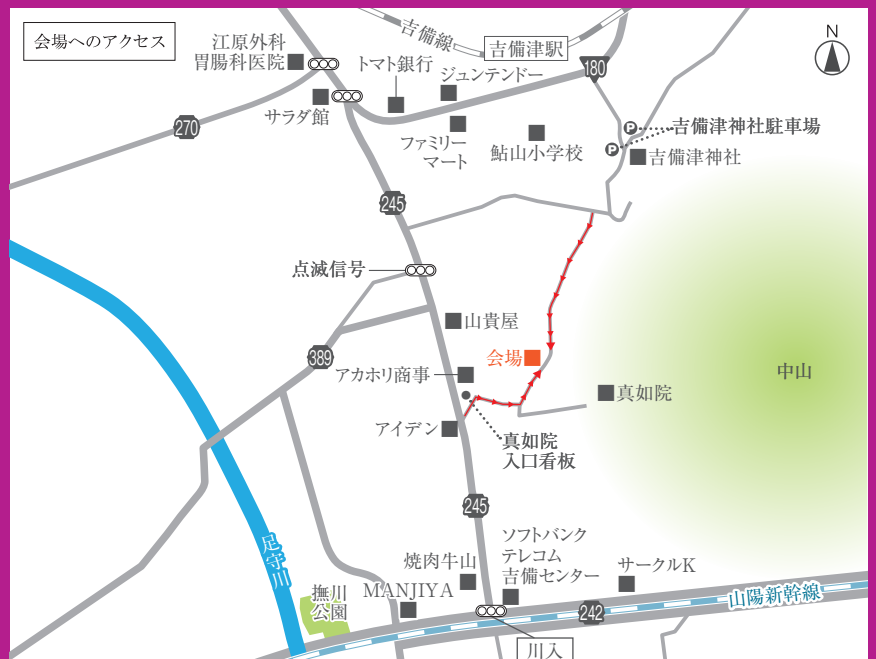 会場へのアクセス
江原外科
胃腸科医院
吉備線
吉備津駅
N
トマト銀行
ジュンテンドー
180
サラダ館
270
ファミリー
マート
鮎山小学校
吉備津神社駐車場
P
P
吉備津神社
245
点滅信号
山貴屋
389
会場
アカホリ商事
中山
真如院
アイデン
真如院
入口看板
245
ソフトバンク
テレコム
吉備センター
足守川
焼肉牛山
サークルK
撫川
公園
MANJIYA
242
山陽新幹線
川入